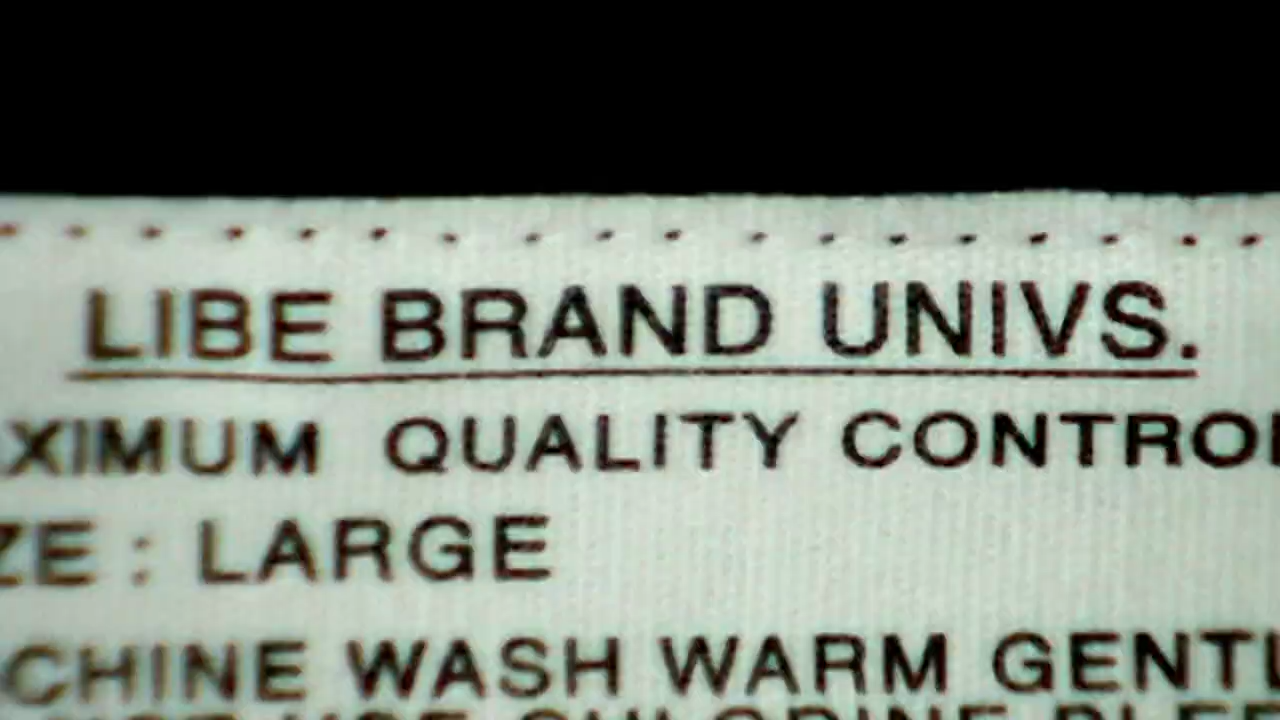 LIBE BRAND UNIVS.
XIMUM QUALITY CONTROL
ZE : LARGE
CHINE WASH WARM GENTL